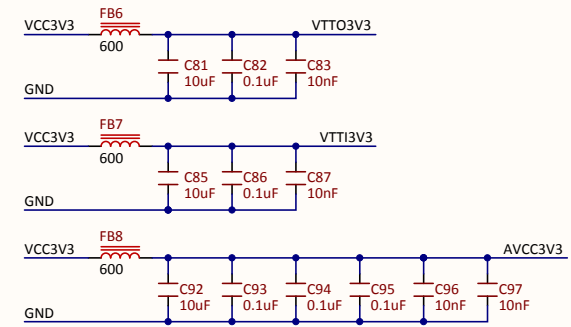 FB6
VCC3V3 VTTO3V3
600
C81 C82 C83
10uF 0.1uF 10nF
GND
FB7
VCC3V3 VTTI3V3
600
C85 C86 C87
10uF 0.1uF 10nF
GND
FB8
VCC3V3 AVCC3V3
600
C92 C93 C94 C95 C96 C97
10uF 0.1uF 0.1uF 0.1uF 10nF 10nF
GND